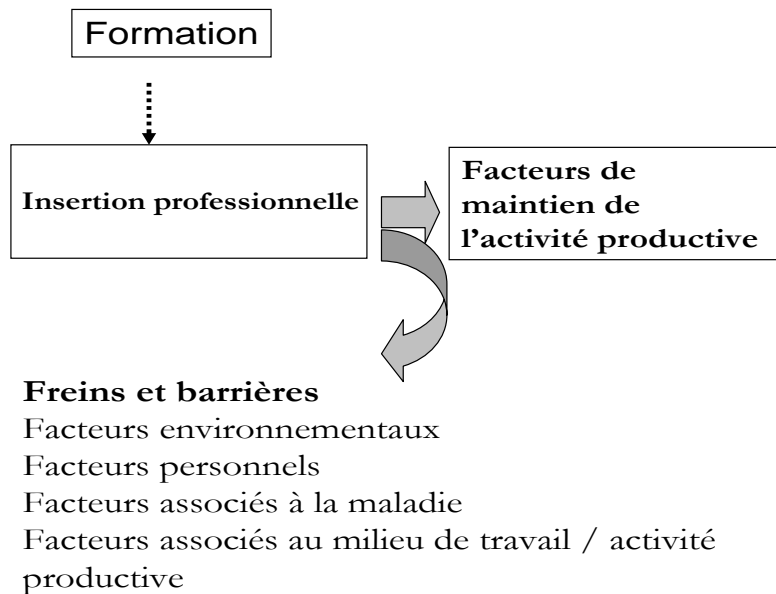 Formation
Insertion professionnelle
Facteurs de
maintien de
l’activité productive
Freins et barrières
Facteurs environnementaux
Facteurs personnels
Facteurs associés à la maladie
Facteurs associés au milieu de travail / activité
productive